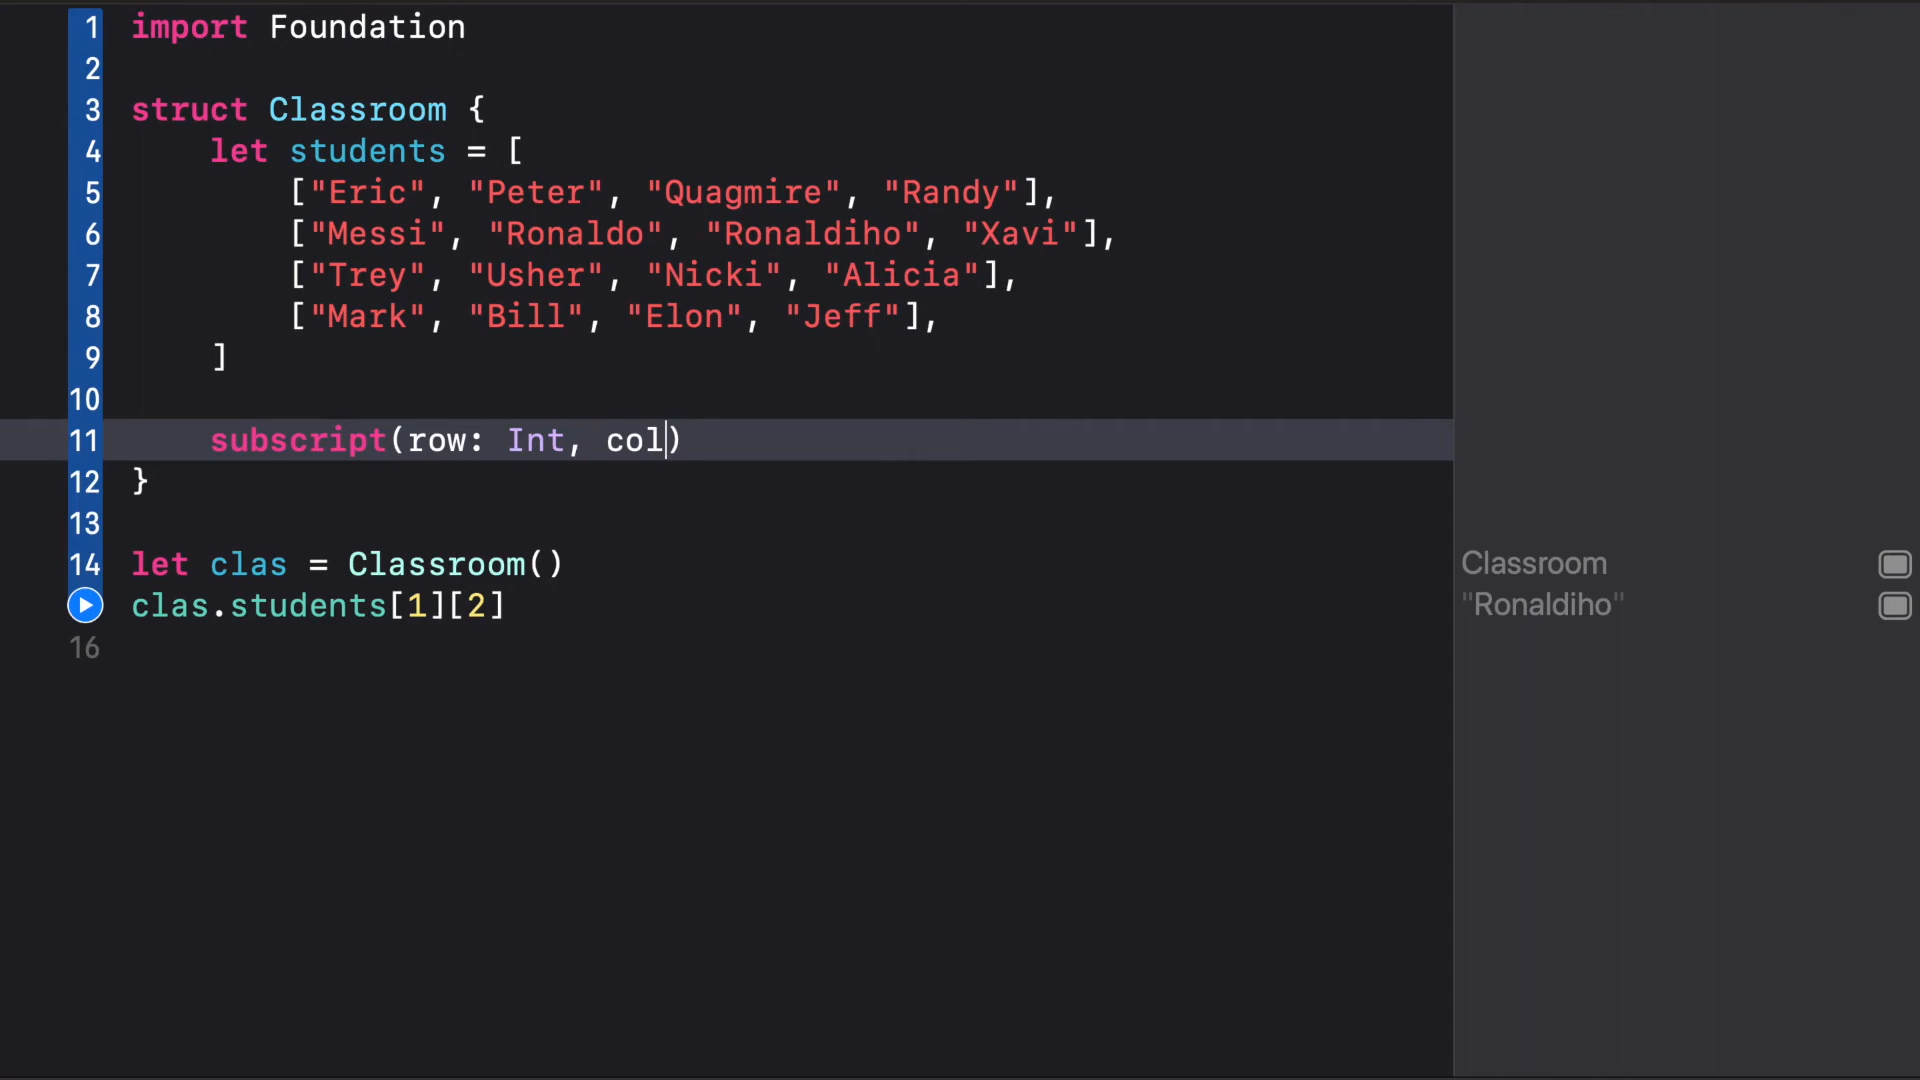 1 import Foundation
2
3 struct Classroom {
4 let students = [
5 ["Eric", "Peter", "Quagmire", "Randy"],
6 ["Messi", "Ronaldo", "Ronaldiho", "Xavi"],
7 ["Trey", "Usher", "Nicki", "Alicia"],
8 ["Mark", "Bill", "Elon", "Jeff"],
9 ]
10
11 subscript(row: Int, col)
12 }
13
14 let clas = Classroom() Classroom
clas.students[1][2] "Ronaldiho"
16